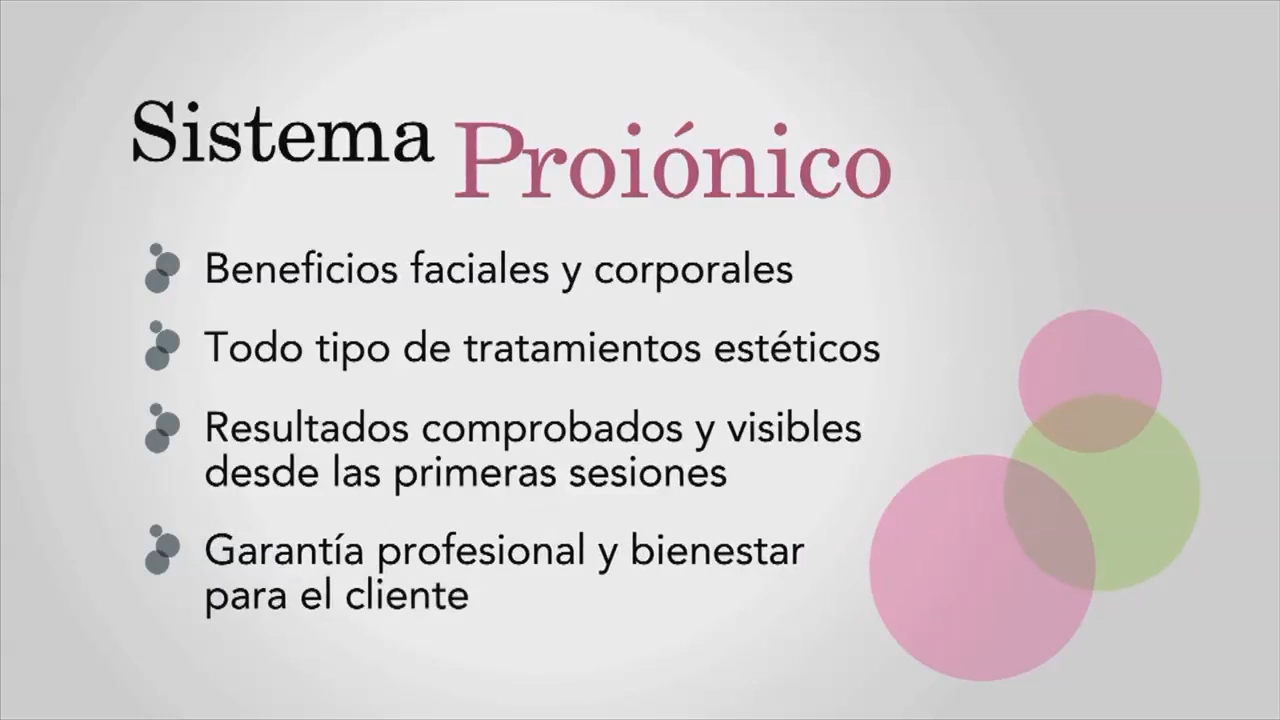 Sistema Proiónico
Beneficios faciales y corporales
Todo tipo de tratamientos estéticos
Resultados comprobados y visibles
desde las primeras sesiones
Garantía profesional y bienestar
para el cliente